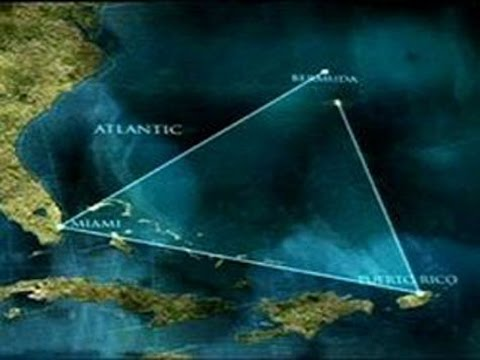 BERMUDA
ATLANTIC
MIAMI
PUERTO RICO